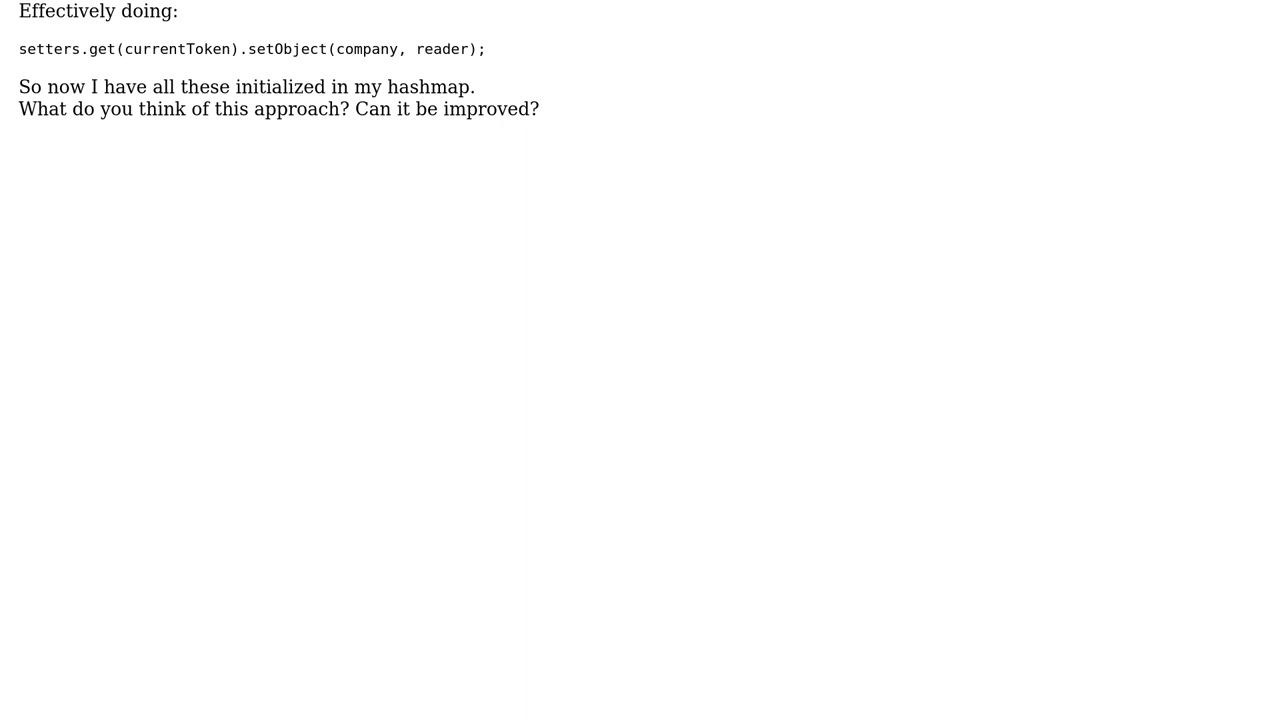 Effectively doing:
setters.get(currentToken).setObject(company, reader);
So now I have all these initialized in my hashmap.
What do you think of this approach? Can it be improved?